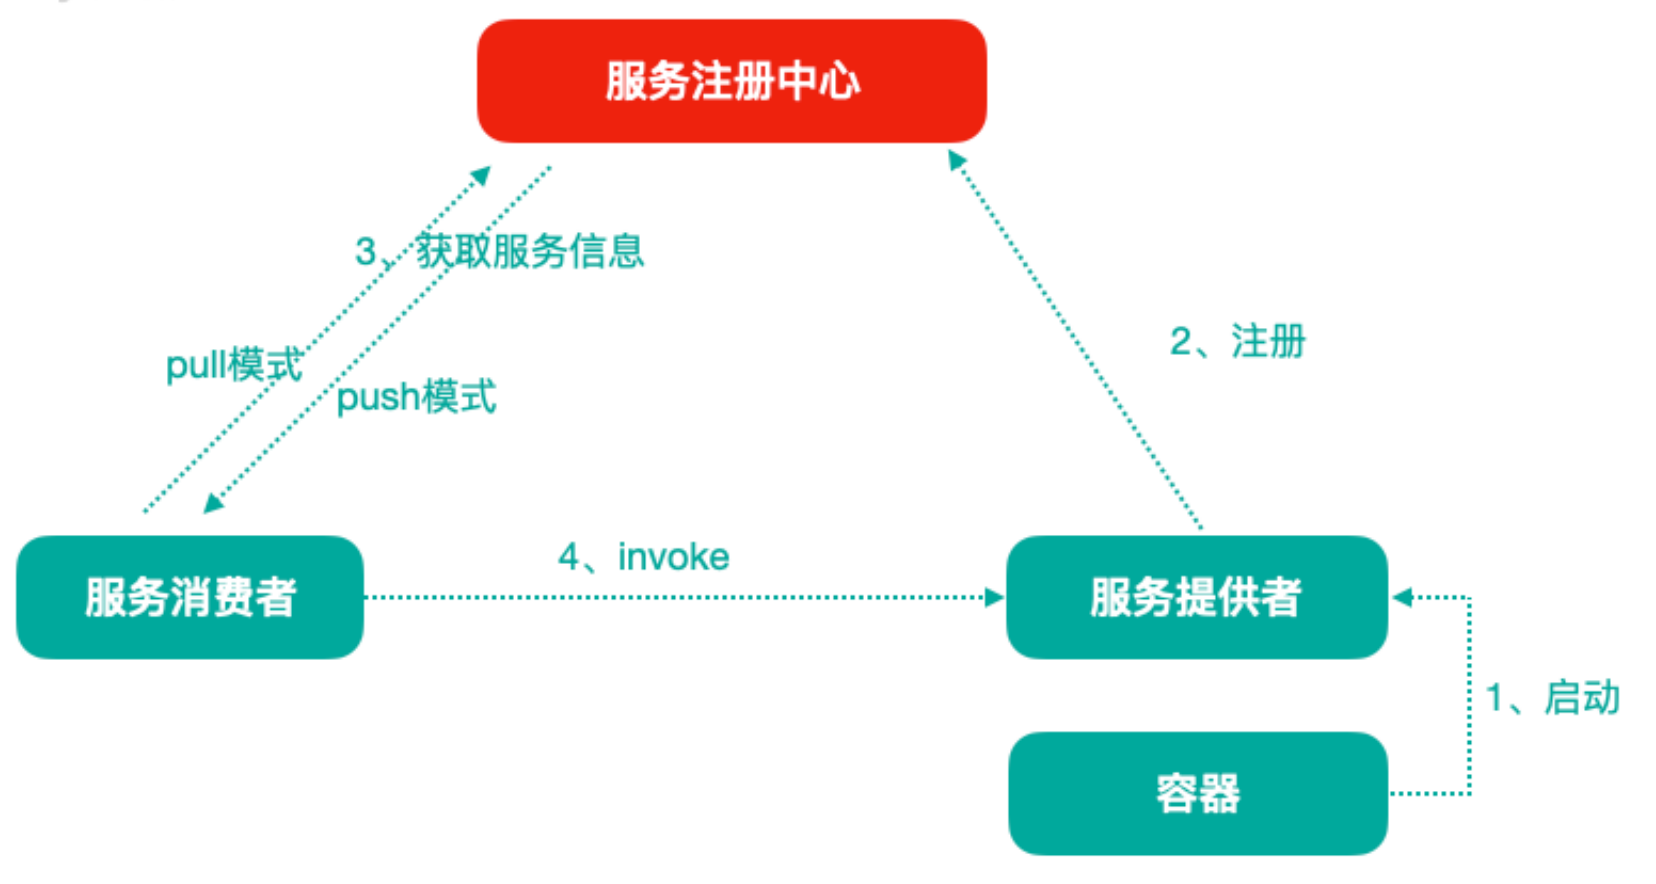 服务注册中心
3、获取服务信息
2、注册
pull模式
push模式
4、invoke
服务消费者
服务提供者
1、启动
容器